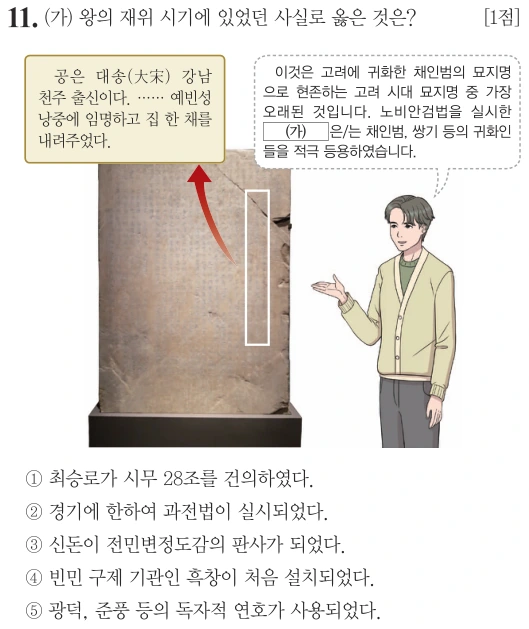 11. (가) 왕의 재위 시기에 있었던 사실로 옳은 것은? [1점]
공은 대송(大宋) 강남
천주 출신이다. …… 예빈성
낭중에 임명하고 집 한 채를
내려주었다.
이것은 고려에 귀화한 채인범의 묘지명
으로 현존하는 고려 시대 묘지명 중 가장
오래된 것입니다. 노비안검법을 실시한
(가) 은/는 채인범, 쌍기 등의 귀화인
들을 적극 등용하였습니다.
① 최승로가 시무 28조를 건의하였다.
② 경기에 한하여 과전법이 실시되었다.
③ 신돈이 전민변정도감의 판사가 되었다.
④ 빈민 구제 기관인 흑창이 처음 설치되었다.
⑤ 광덕, 준풍 등의 독자적 연호가 사용되었다.